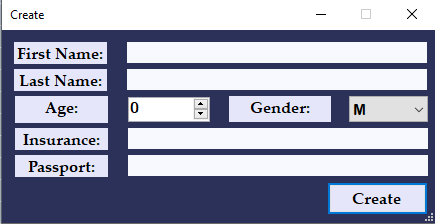 Create
First Name:
Last Name:
Age: 0 Gender: M
Insurance:
Passport:
Create